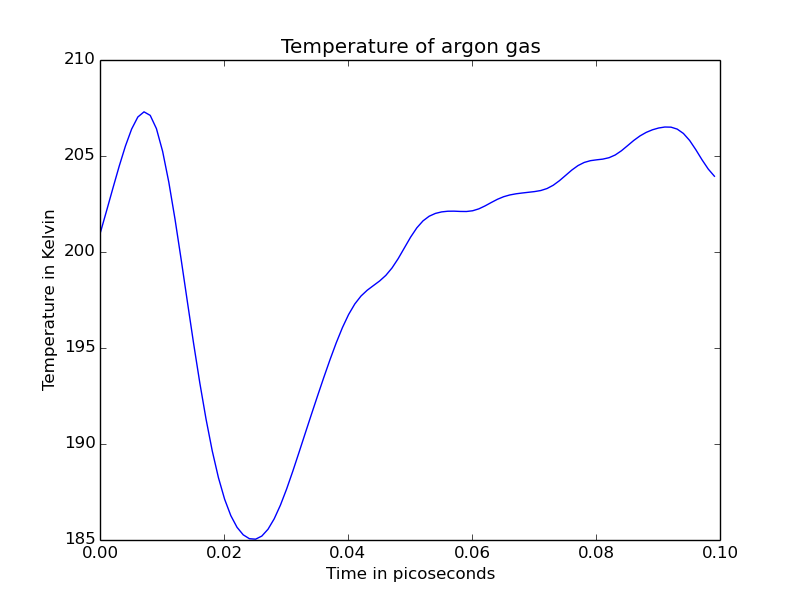 Temperature of argon gas
210
205
200
195
190
185
Temperature in Kelvin
0.00 0.02 0.04 0.06 0.08 0.10
Time in picoseconds